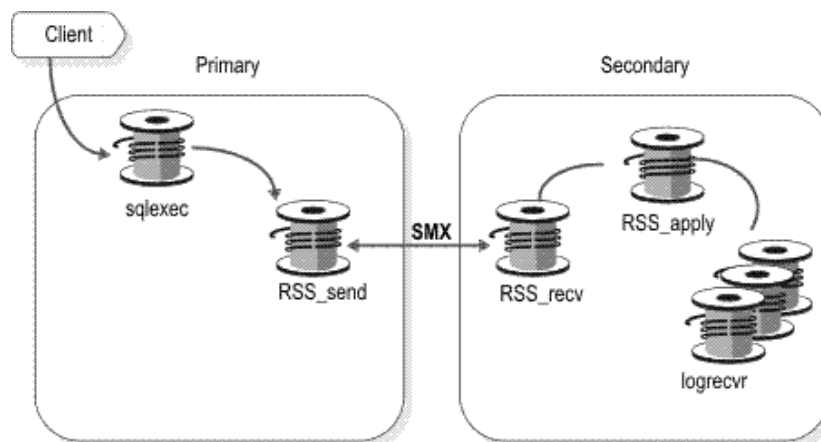 Client
Primary
Secondary
sqlexec
RSS_send
SMX
RSS_recv
RSS_apply
logrecvr